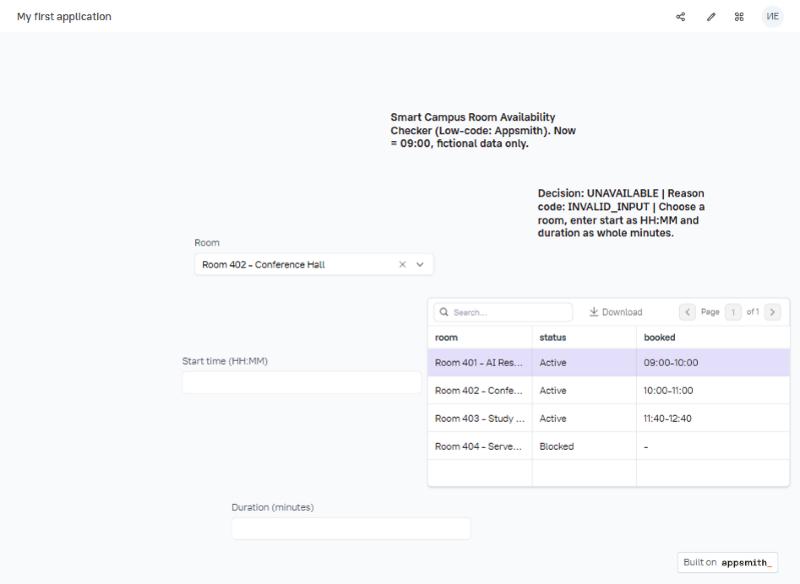 My first application
ИЕ
Smart Campus Room Availability
Checker (Low-code: Appsmith). Now
= 09:00, fictional data only.
Decision: UNAVAILABLE | Reason
code: INVALID_INPUT | Choose a
room, enter start as HH:MM and
duration as whole minutes.
Room
Room 402 - Conference Hall
Search...
Download
Page 1 of 1
room status booked
Room 401 - AI Res... Active 09:00-10:00
Room 402 - Confe... Active 10:00-11:00
Room 403 - Study ... Active 11:40-12:40
Room 404 - Serve... Blocked -
Start time (HH:MM)
Duration (minutes)
Built on appsmith_